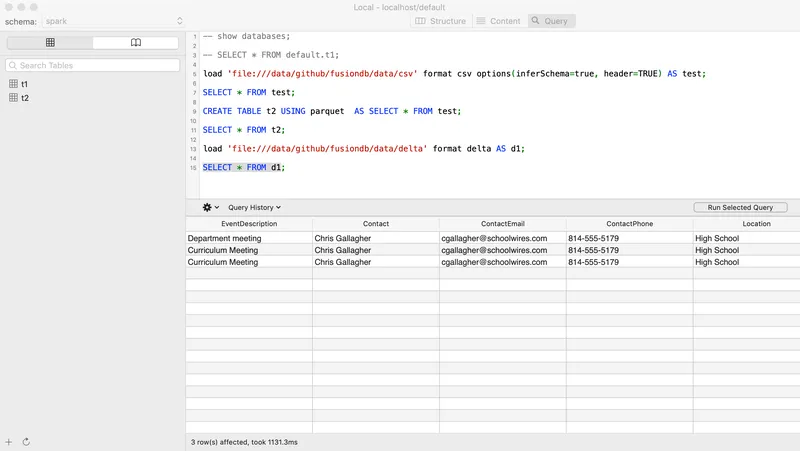 Local - localhost/default
schema: spark
Structure Content Query
Search Tables
t1
t2
1 -- show databases;
2
3 -- SELECT * FROM default.t1;
4
5 load 'file:///data/github/fusiondb/data/csv' format csv options(inferSchema=true, header=TRUE) AS test;
6
7 SELECT * FROM test;
8
9 CREATE TABLE t2 USING parquet  AS SELECT * FROM test;
10
11 SELECT * FROM t2;
12
13 load 'file:///data/github/fusiondb/data/delta' format delta AS d1;
14
15 SELECT * FROM d1;
Query History Run Selected Query
EventDescription Contact ContactEmail ContactPhone Location
Department meeting Chris Gallagher cgallagher@schoolwires.com 814-555-5179 High School
Curriculum Meeting Chris Gallagher cgallagher@schoolwires.com 814-555-5179 High School
Curriculum Meeting Chris Gallagher cgallagher@schoolwires.com 814-555-5179 High School
3 row(s) affected, took 1131.3ms